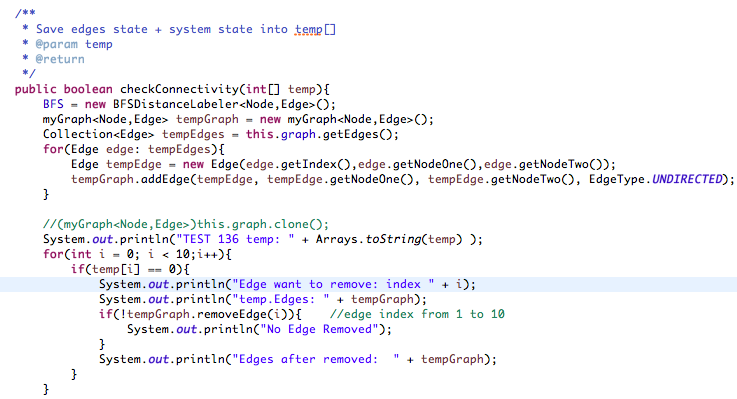 /**
 * Save edges state + system state into temp[]
 * @param temp
 * @return
 */
public boolean checkConnectivity(int[] temp){
    BFS = new BFSDistanceLabeler<Node,Edge>();
    myGraph<Node,Edge> tempGraph = new myGraph<Node,Edge>();
    Collection<Edge> tempEdges = this.graph.getEdges();
    for(Edge edge: tempEdges){
        Edge tempEdge = new Edge(edge.getIndex(),edge.getNodeOne(),edge.getNodeTwo());
        tempGraph.addEdge(tempEdge, tempEdge.getNodeOne(), tempEdge.getNodeTwo(), EdgeType.UNDIRECTED);
    }

    //(myGraph<Node,Edge>)this.graph.clone();
    System.out.println("TEST 136 temp: " + Arrays.toString(temp) );
    for(int i = 0; i < 10;i++){
        if(temp[i] == 0){
            System.out.println("Edge want to remove: index " + i);
            System.out.println("temp.Edges: " + tempGraph);
            if(!tempGraph.removeEdge(i)){    //edge index from 1 to 10
                System.out.println("No Edge Removed");
            }
            System.out.println("Edges after removed:  " + tempGraph);
        }
    }